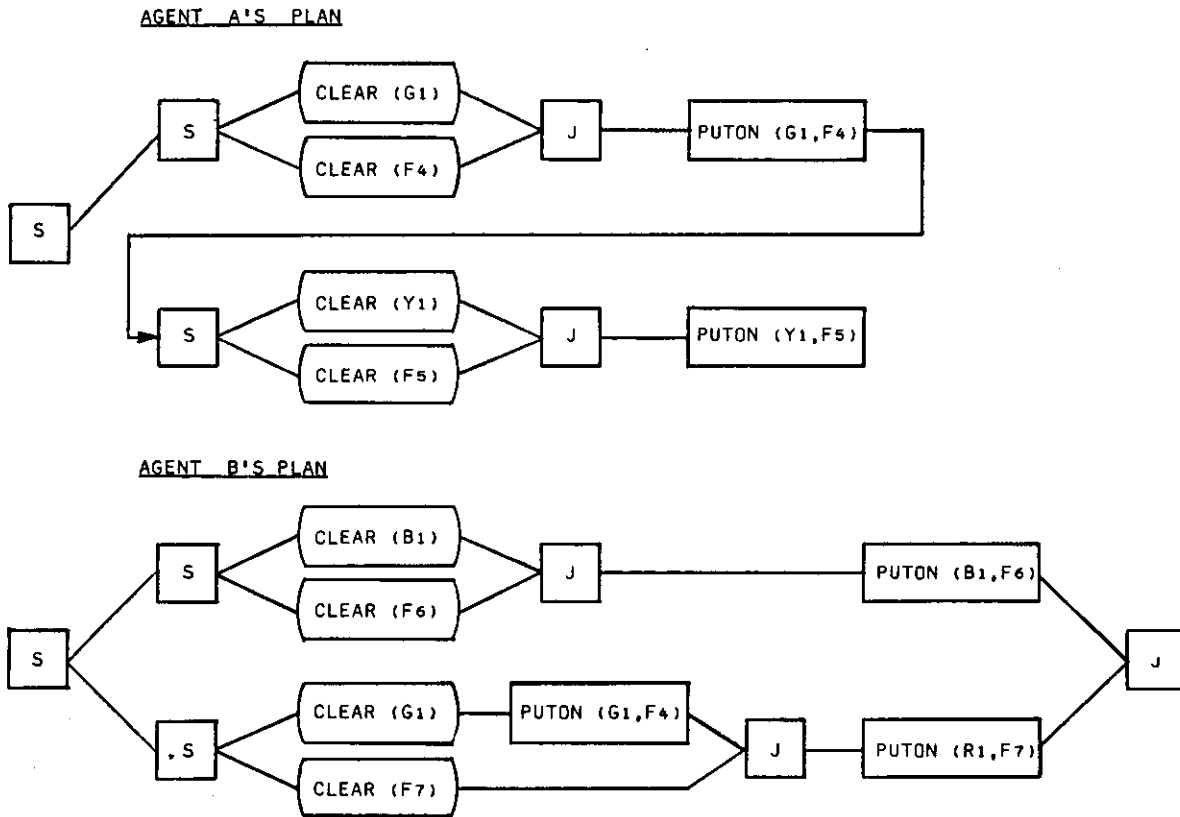 AGENT A'S PLAN
CLEAR (G1)
S
J
PUTON (G1,F4)
CLEAR (F4)
S
CLEAR (Y1)
S
J
PUTON (Y1,F5)
CLEAR (F5)
AGENT B'S PLAN
CLEAR (B1)
S
J
PUTON (B1,F6)
CLEAR (F6)
S
J
CLEAR (G1)
PUTON (G1,F4)
S
J
PUTON (R1,F7)
CLEAR (F7)